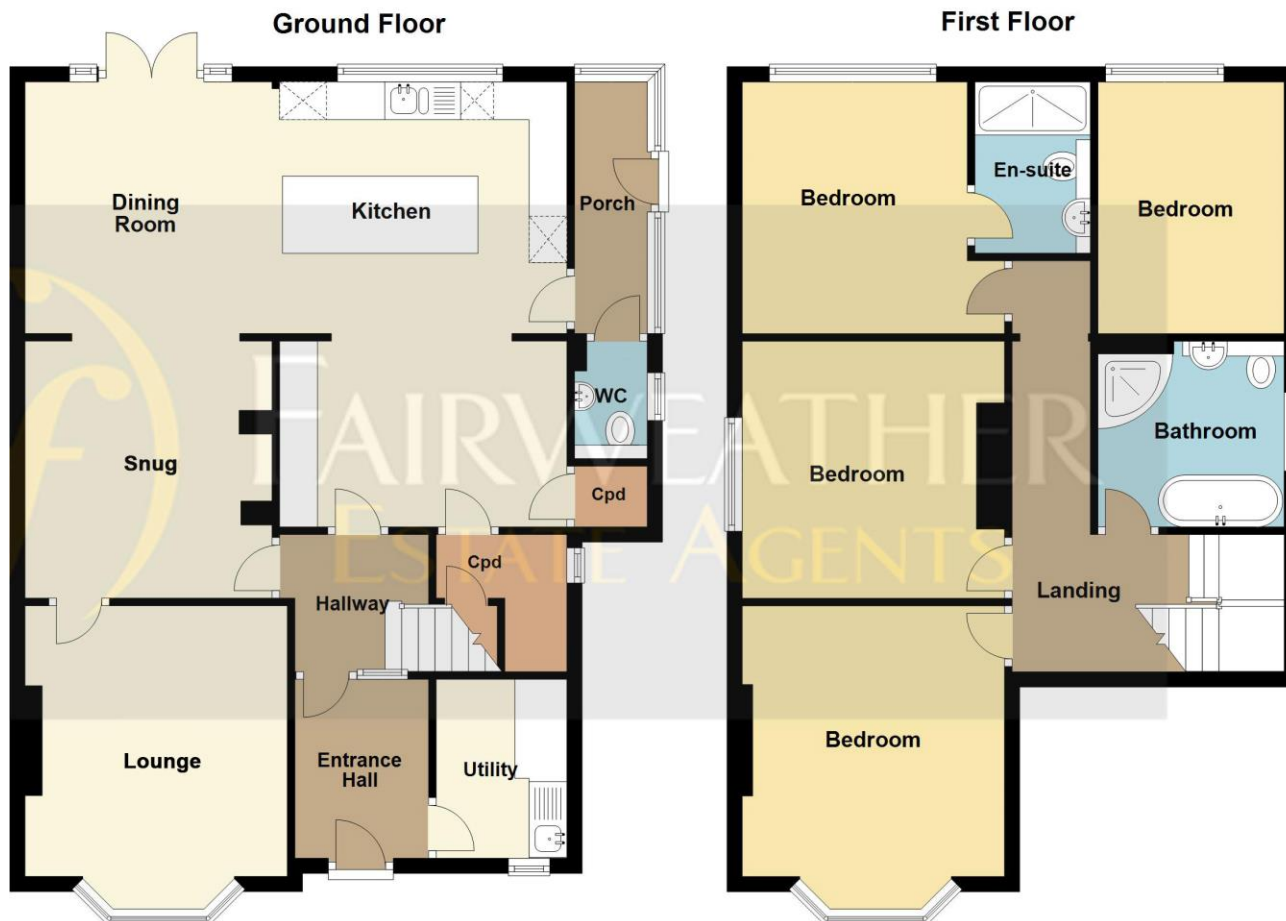 Ground Floor
First Floor
Dining
Room
Kitchen
Porch
Bedroom
En-suite
Bedroom
WC
Snug
Cpd
Bedroom
Bathroom
FAIRWEATHER
ESTATE AGENTS
Cpd
Hallway
Landing
Lounge
Entrance
Hall
Utility
Bedroom